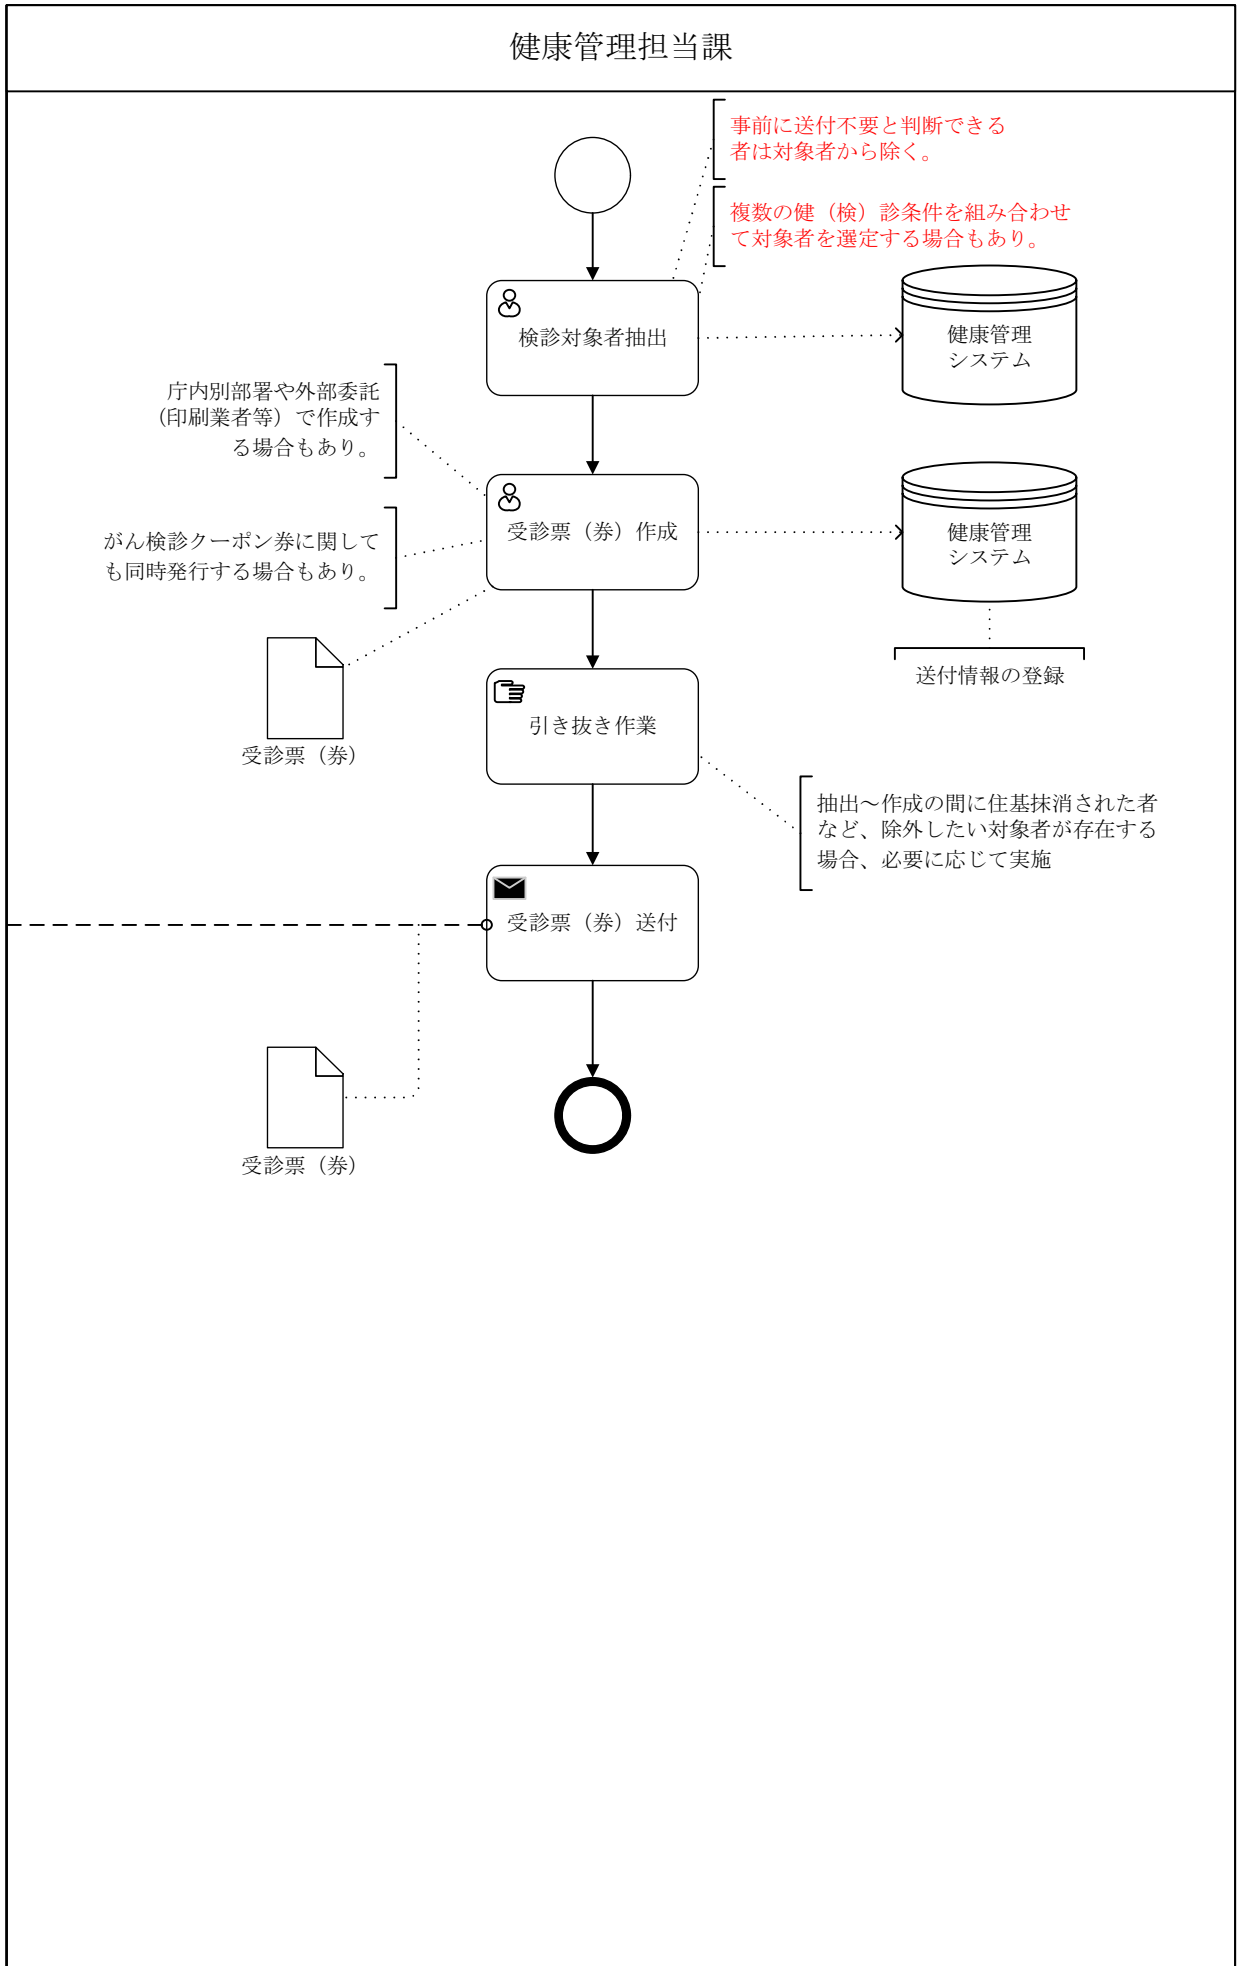 健康管理担当課
事前に送付不要と判断できる
者は対象者から除く。
複数の健（検）診条件を組み合わせ
て対象者を選定する場合もあり。
検診対象者抽出
健康管理
システム
庁内別部署や外部委託
（印刷業者等）で作成す
る場合もあり。
受診票（券）作成
健康管理
システム
がん検診クーポン券に関して
も同時発行する場合もあり。
送付情報の登録
引き抜き作業
受診票（券）
抽出～作成の間に住基抹消された者
など、除外したい対象者が存在する
場合、必要に応じて実施
受診票（券）送付
受診票（券）